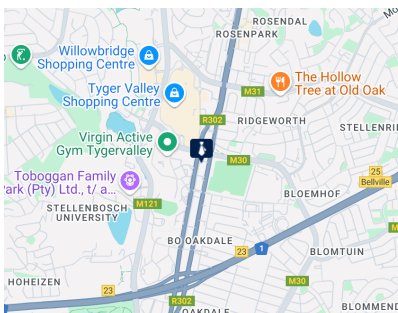 ROSENDAL
ROSENPARK
Willowbridge
Shopping Centre
The Hollow
Tree at Old Oak
M31
Tyger Valley
Shopping Centre
R302
RIDGEWORTH
STELLENRI
Virgin Active
Gym Tygervalley
M30
25
Bellville
Toboggan Family
Park (Pty) Ltd., t/ a...
BLOEMHOF
M121
STELLENBOSCH
UNIVERSITY
BO OAKDALE
23
1
BLOMTUIN
HOHEIZEN
23
M30
R302
OAKDALE
BLOMMEND